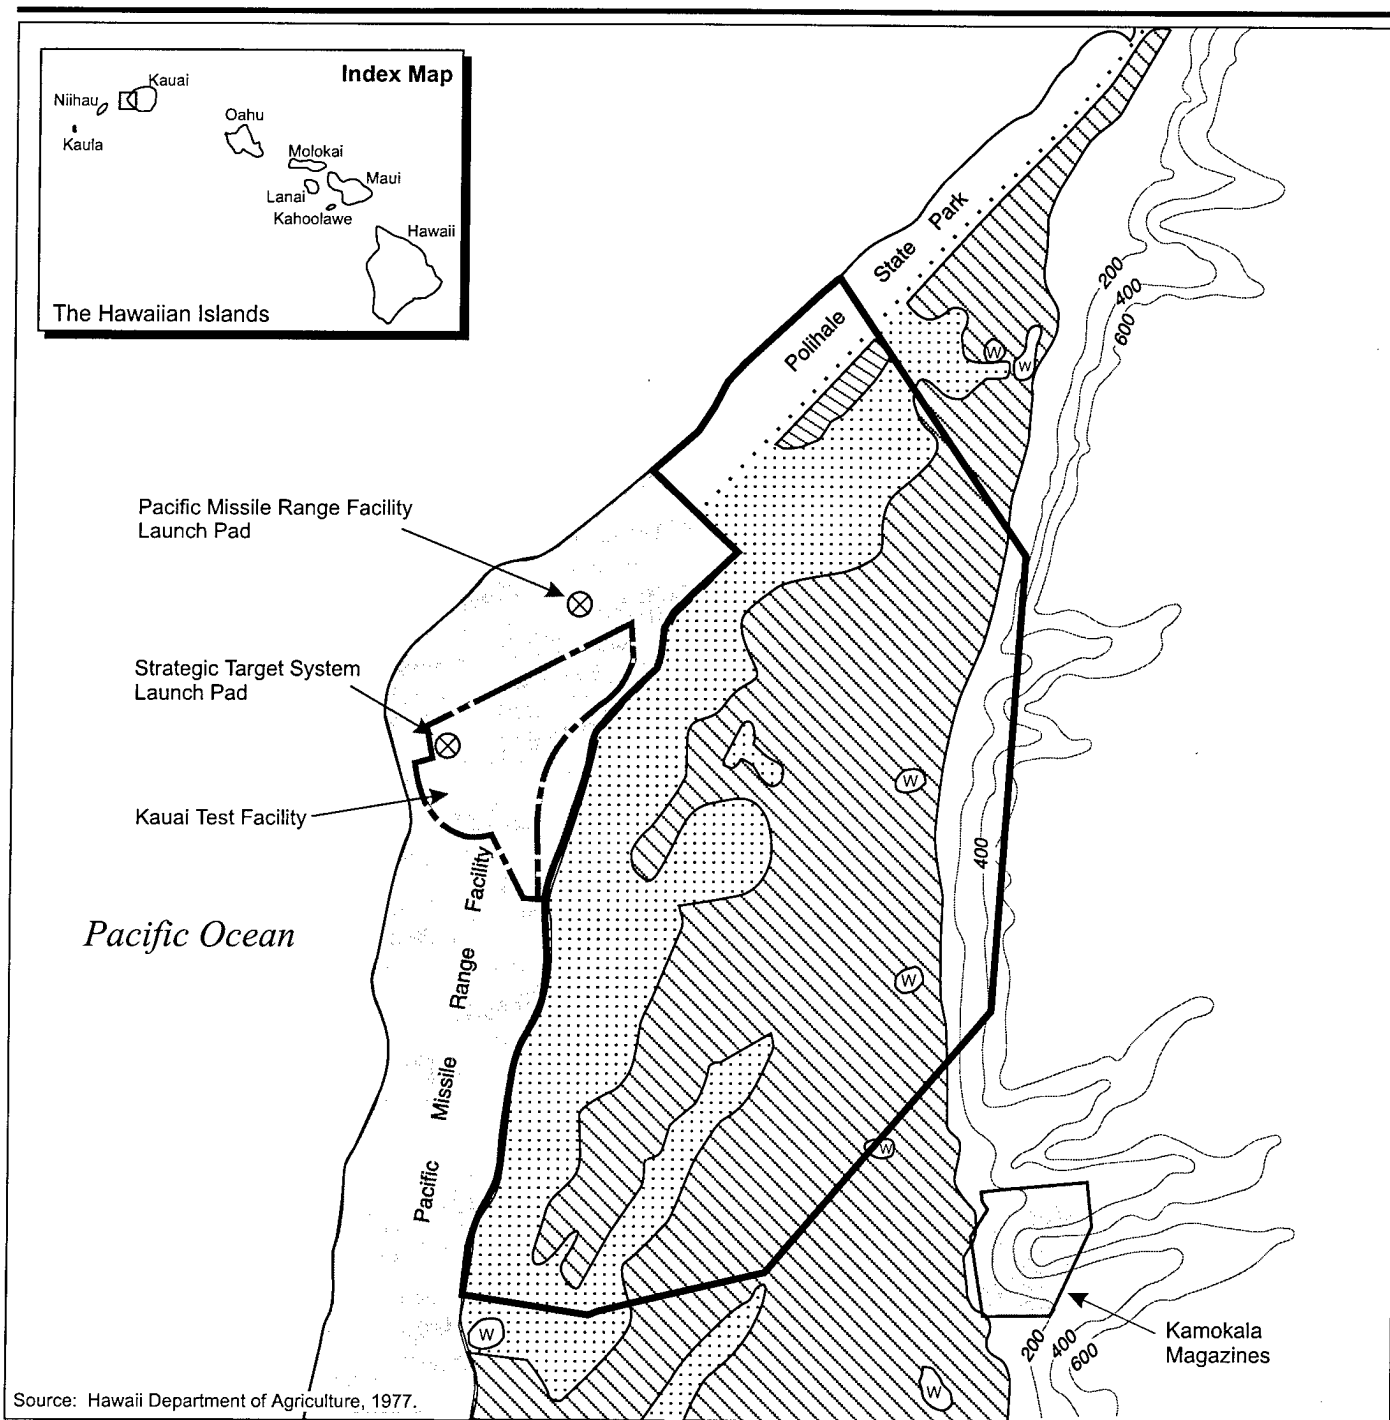 Index Map
Kauai
Niihau
Kaula
Oahu
Molokai
Maui
Lanai
Kahoolawe
Hawaii
The Hawaiian Islands
State Park
Polihale
200
400
600
W
W
Pacific Missile Range Facility
Launch Pad
Strategic Target System
Launch Pad
Kauai Test Facility
W
400
Pacific Ocean
Pacific Missile Range Facility
W
W
W
W
200
400
600
Kamokala
Magazines
Source: Hawaii Department of Agriculture, 1977.